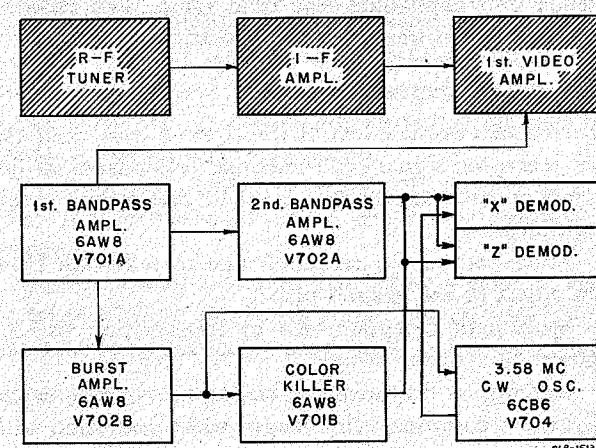 R-F
TUNER
I-F
AMPL.
1st. VIDEO
AMPL.
1st. BANDPASS
AMPL.
6AW8
V701A
2nd. BANDPASS
AMPL.
6AW8
V702A
"X" DEMOD.
"Z" DEMOD.
BURST
AMPL.
6AW8
V702B
COLOR
KILLER
6AW8
V701B
3.58 MC
CW OSC.
6CB6
V704